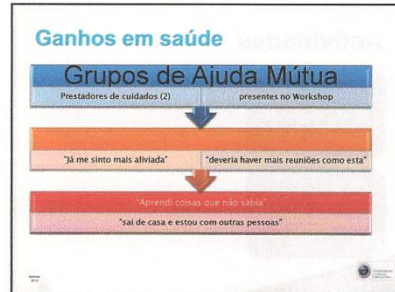 Ganhos em saúde
Grupos de Ajuda Mútua
Prestadores de cuidados (2) presentes no Workshop
"Já me sinto mais aliviada" "deveria haver mais reuniões como esta"
"Aprendi coisas que não sabia"
"sai de casa e estou com outras pessoas"